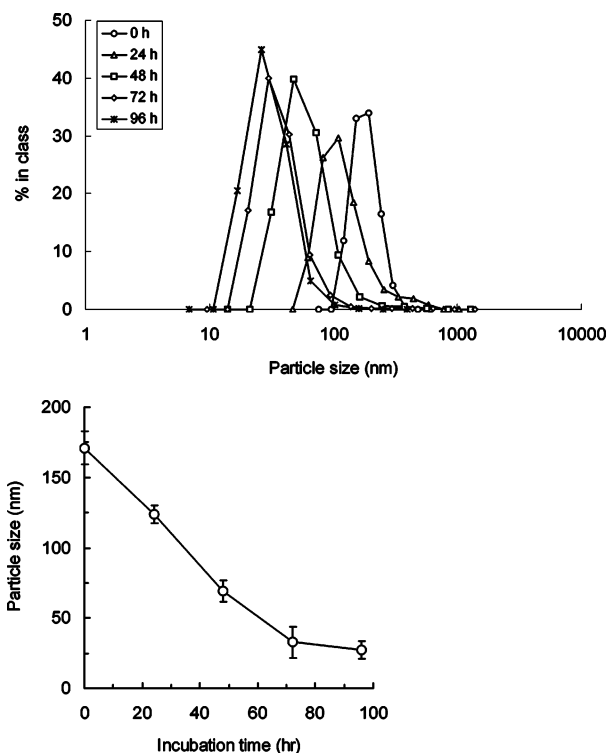 50
40
30
20
10
0
% in class
0 h
24 h
48 h
72 h
96 h
1 10 100 1000 10000
Particle size (nm)
200
150
100
50
0
Particle size (nm)
0 20 40 60 80 100
Incubation time (hr)